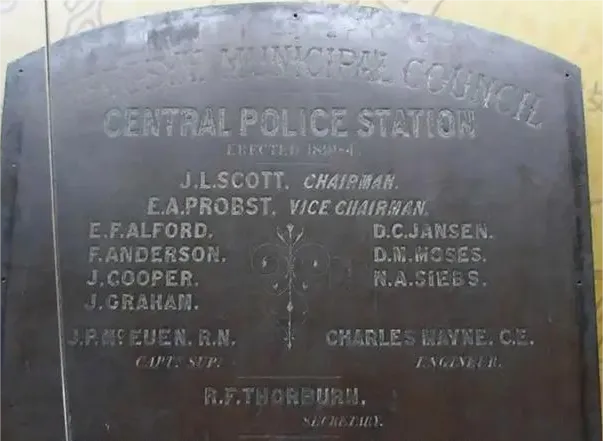 MUNICIPAL COUNCIL
CENTRAL POLICE STATION
ERECTED
J.L.SCOTT. CHAIRMAN.
E.A.PROBST. VICE CHAIRMAN.
E.F.ALFORD. D.C.JANSEN.
F.ANDERSON. D.M.MOSES.
J.COOPER. N.A.SIEBS.
J.GRAHAM.
J.P.McEUEN. R.N. CHARLES MAYNE. C.E.
CAPT. SUP. ENGINEER.
R.F.THORBURN.
SECRETARY.